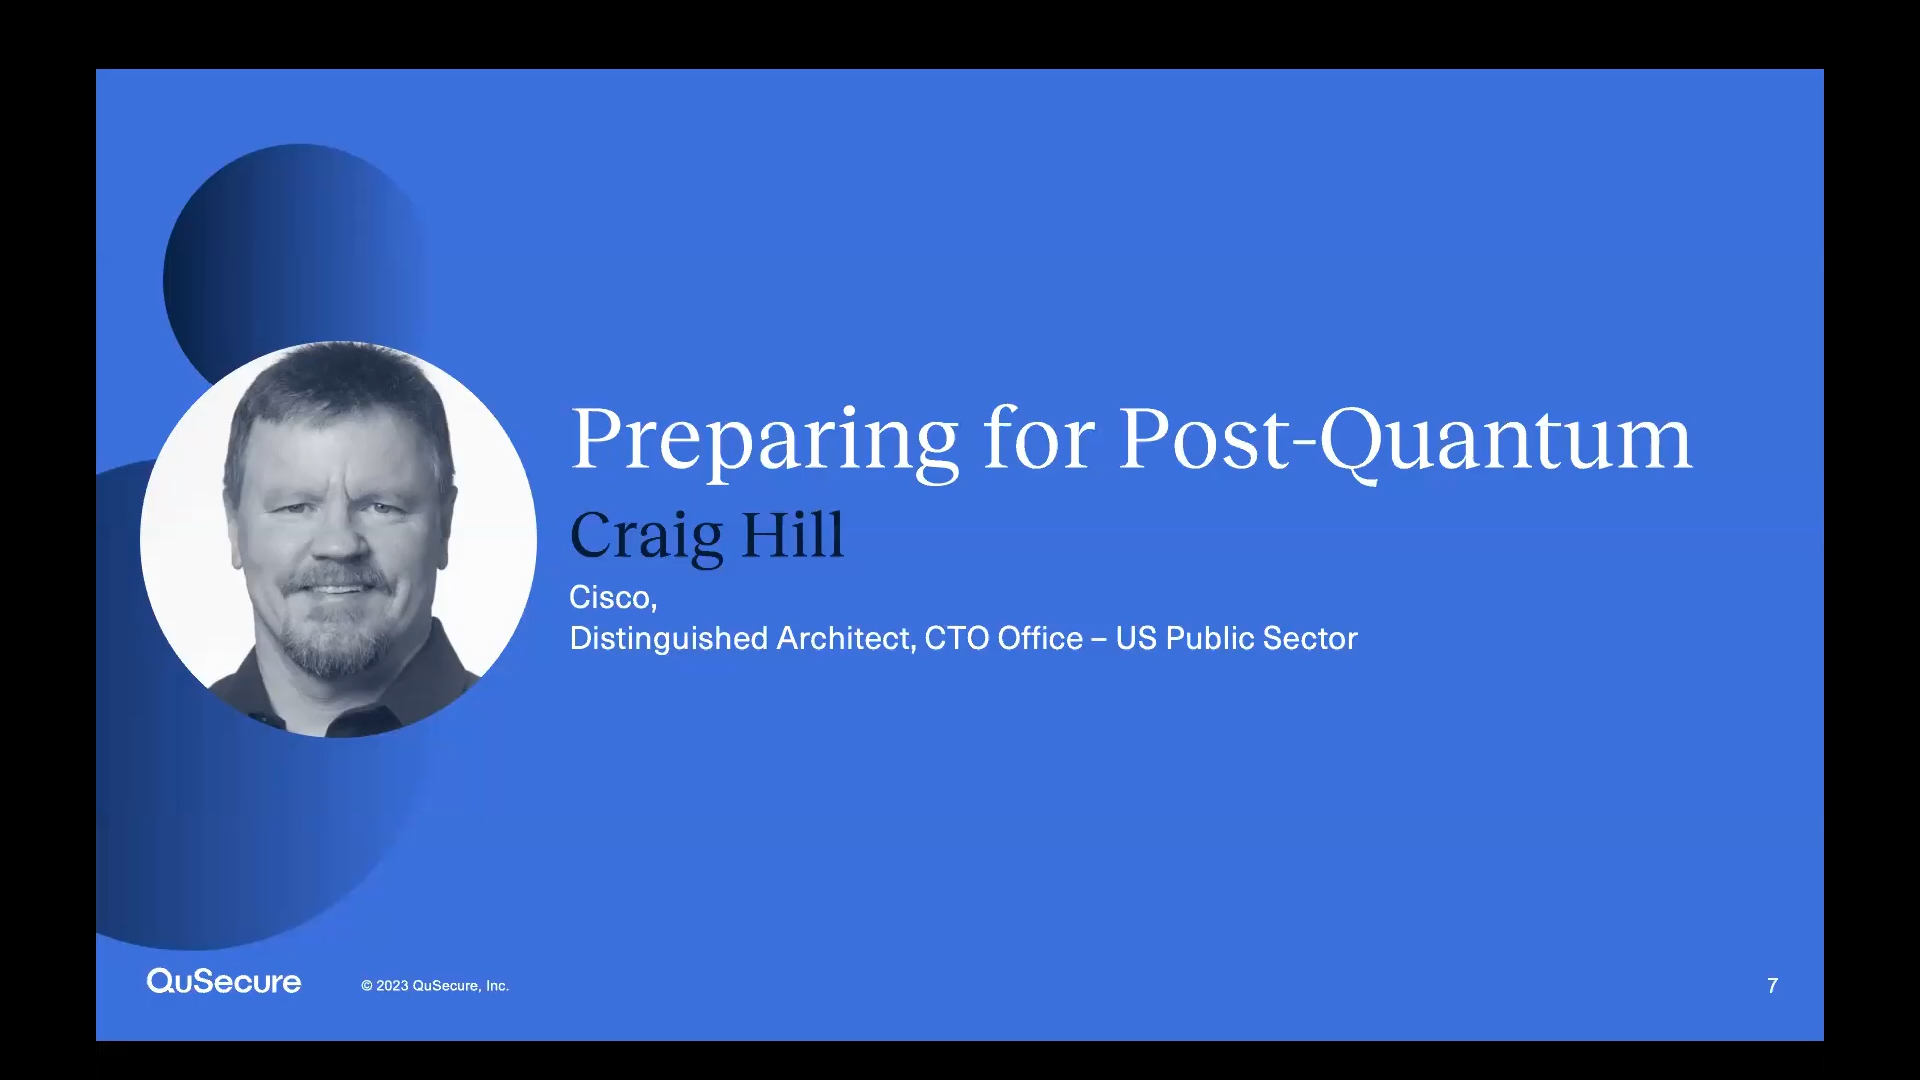 Preparing for Post-Quantum
Craig Hill
Cisco,
Distinguished Architect, CTO Office – US Public Sector
QuSecure
© 2023 QuSecure, Inc.
7